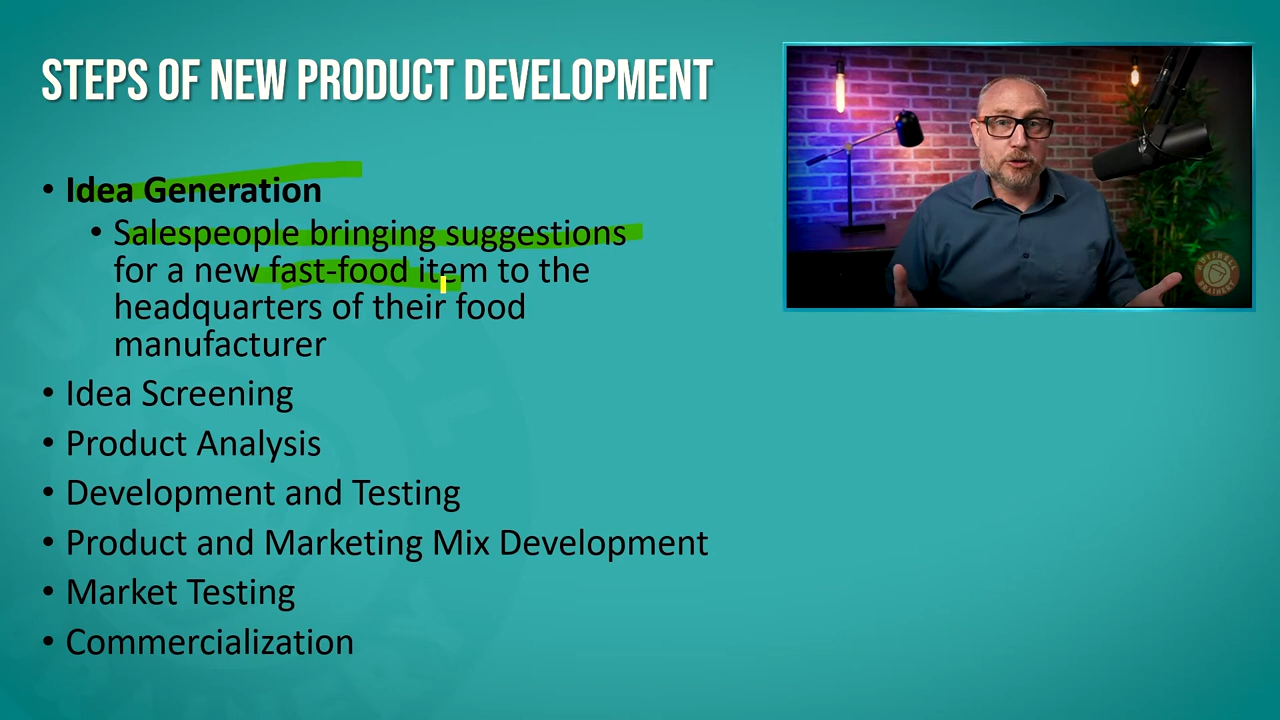 STEPS OF NEW PRODUCT DEVELOPMENT
• Idea Generation
• Salespeople bringing suggestions
for a new fast-food item to the
headquarters of their food
manufacturer
• Idea Screening
• Product Analysis
• Development and Testing
• Product and Marketing Mix Development
• Market Testing
• Commercialization